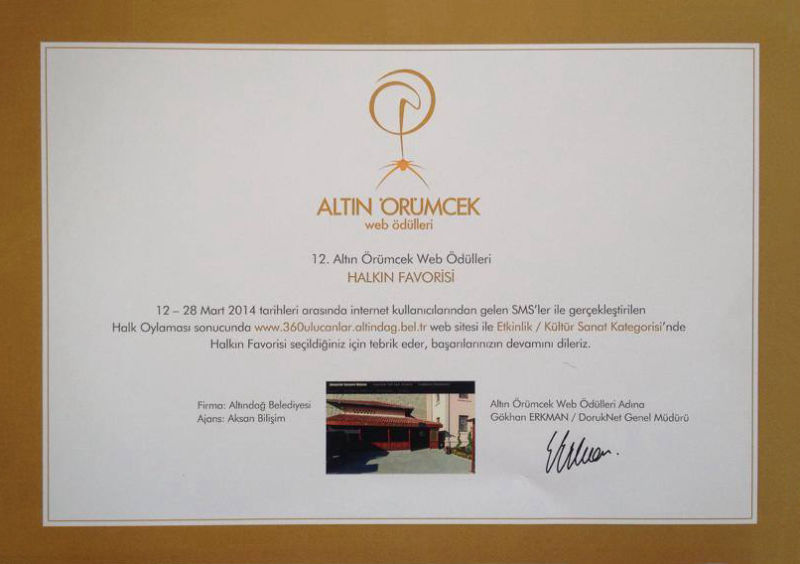 ALTIN ÖRÜMCEK
web ödülleri
12. Altın Örümcek Web Ödülleri
HALKIN FAVORİSİ
12 – 28 Mart 2014 tarihleri arasında internet kullanıcılarından gelen SMS'ler ile gerçekleştirilen
Halk Oylaması sonucunda www.360ulucanlar.altindag.bel.tr web sitesi ile Etkinlik / Kültür Sanat Kategorisi'nde
Halkın Favorisi seçildiğiniz için tebrik eder, başarılarınızın devamını dileriz.
Firma: Altındağ Belediyesi
Ajans: Aksan Bilişim
Altın Örümcek Web Ödülleri Adına
Gökhan ERKMAN / DorukNet Genel Müdürü